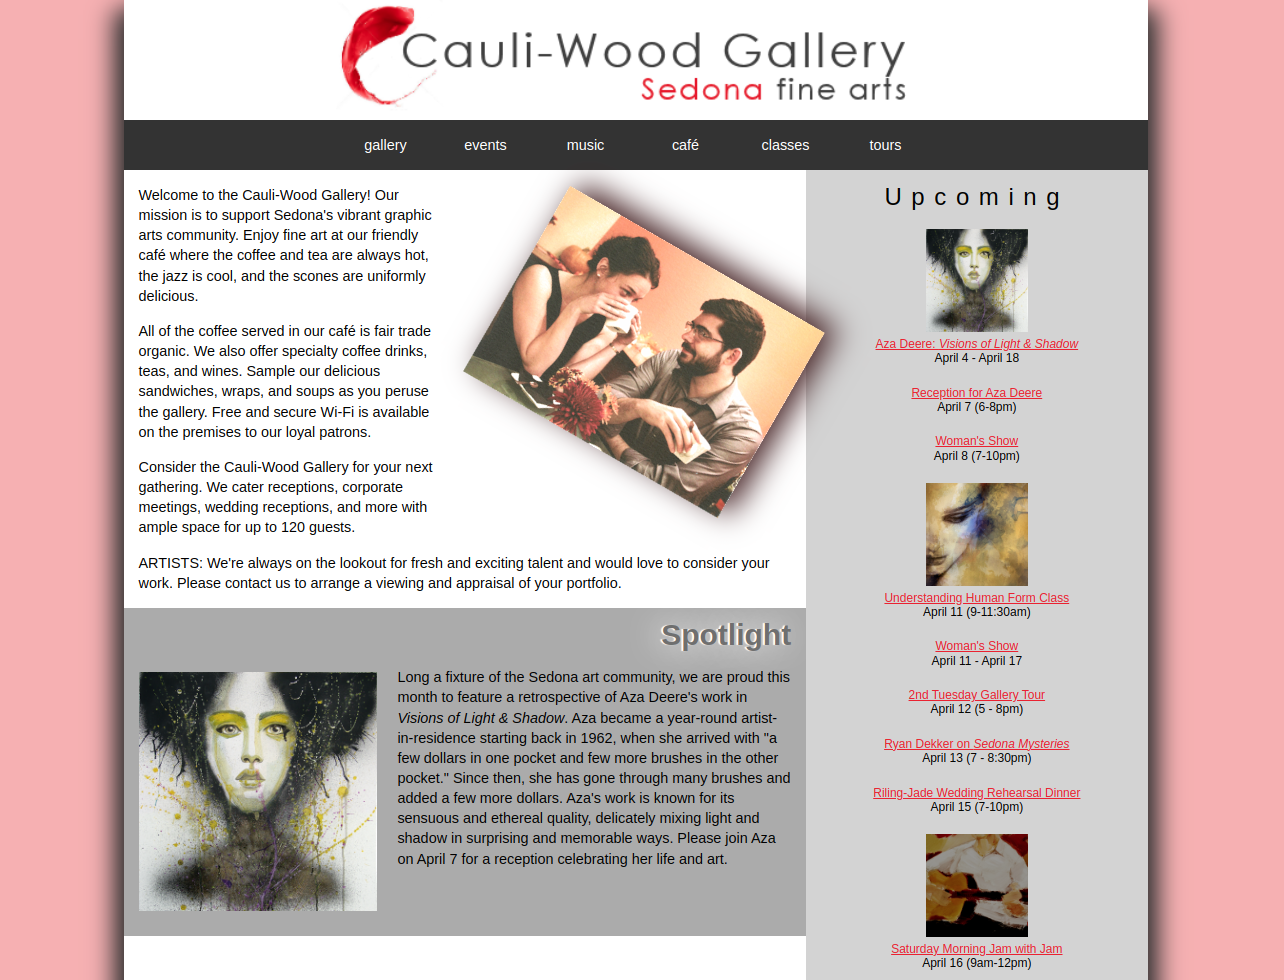 Cauli-Wood Gallery
Sedona fine arts
gallery events music café classes tours
Welcome to the Cauli-Wood Gallery! Our
mission is to support Sedona's vibrant graphic
arts community. Enjoy fine art at our friendly
café where the coffee and tea are always hot,
the jazz is cool, and the scones are uniformly
delicious.
All of the coffee served in our café is fair trade
organic. We also offer specialty coffee drinks,
teas, and wines. Sample our delicious
sandwiches, wraps, and soups as you peruse
the gallery. Free and secure Wi-Fi is available
on the premises to our loyal patrons.
Consider the Cauli-Wood Gallery for your next
gathering. We cater receptions, corporate
meetings, wedding receptions, and more with
ample space for up to 120 guests.
ARTISTS: We're always on the lookout for fresh and exciting talent and would love to consider your
work. Please contact us to arrange a viewing and appraisal of your portfolio.
Spotlight
Long a fixture of the Sedona art community, we are proud this
month to feature a retrospective of Aza Deere's work in
Visions of Light & Shadow. Aza became a year-round artist-
in-residence starting back in 1962, when she arrived with "a
few dollars in one pocket and few more brushes in the other
pocket." Since then, she has gone through many brushes and
added a few more dollars. Aza's work is known for its
sensuous and ethereal quality, delicately mixing light and
shadow in surprising and memorable ways. Please join Aza
on April 7 for a reception celebrating her life and art.
Upcoming
Aza Deere: Visions of Light & Shadow
April 4 - April 18
Reception for Aza Deere
April 7 (6-8pm)
Woman's Show
April 8 (7-10pm)
Understanding Human Form Class
April 11 (9-11:30am)
Woman's Show
April 11 - April 17
2nd Tuesday Gallery Tour
April 12 (5 - 8pm)
Ryan Dekker on Sedona Mysteries
April 13 (7 - 8:30pm)
Riling-Jade Wedding Rehearsal Dinner
April 15 (7-10pm)
Saturday Morning Jam with Jam
April 16 (9am-12pm)